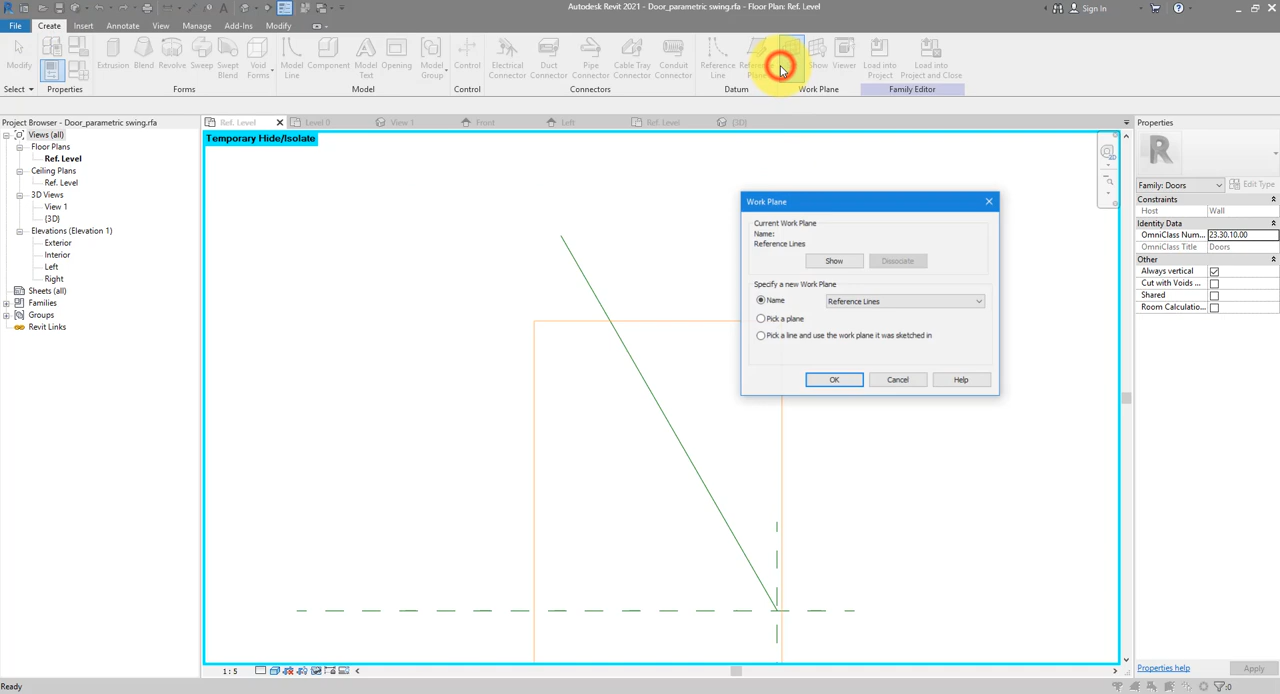 Autodesk Revit 2021 - Door_parametric swing.rfa - Floor Plan: Ref. Level
Sign In
File Create Insert Annotate View Manage Add-Ins Modify
Modify Extrusion Blend Revolve Sweep Swept Blend Void Forms Model Line Component Model Text Opening Model Group Control Electrical Connector Duct Connector Pipe Connector Cable Tray Connector Conduit Connector Reference Line Reference Plane Show Viewer Load into Project Load into Project and Close
Select Properties Forms Model Control Connectors Datum Work Plane Family Editor
Project Browser - Door_parametric swing.rfa
Views (all)
Floor Plans
Ref. Level
Ceiling Plans
Ref. Level
3D Views
View 1
{3D}
Elevations (Elevation 1)
Exterior
Interior
Left
Right
Sheets (all)
Families
Groups
Revit Links
Ref. Level Level 0 View 1 Front Left Ref. Level {3D}
Temporary Hide/Isolate
2D
Work Plane
Current Work Plane
Name:
Reference Lines
Show Dissociate
Specify a new Work Plane
Name Reference Lines
Pick a plane
Pick a line and use the work plane it was sketched in
OK Cancel Help
Properties
R
Family: Doors Edit Type
Constraints
Host Wall
Identity Data
OmniClass Num... 23.30.10.00
OmniClass Title Doors
Other
Always vertical
Cut with Voids ...
Shared
Room Calculatio...
Properties help Apply
1 : 5
Ready
:0